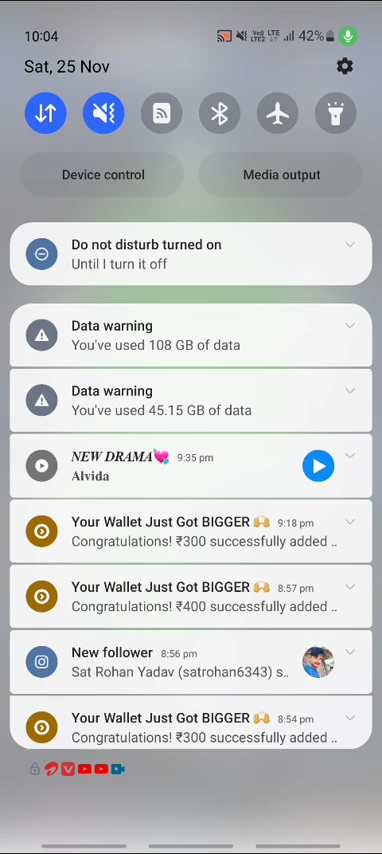 10:04
Vo)) LTE2 LTE 42%
Sat, 25 Nov
Device control
Media output
Do not disturb turned on
Until I turn it off
Data warning
You've used 108 GB of data
Data warning
You've used 45.15 GB of data
𝑵𝑬𝑾 𝑫𝑹𝑨𝑴𝑨💘 9:35 pm
𝐀𝐥𝐯𝐢𝐝𝐚
Your Wallet Just Got BIGGER 🙌 9:18 pm
Congratulations! ₹300 successfully added ..
Your Wallet Just Got BIGGER 🙌 8:57 pm
Congratulations! ₹400 successfully added ..
New follower 8:56 pm
Sat Rohan Yadav (satrohan6343) s..
Your Wallet Just Got BIGGER 🙌 8:54 pm
Congratulations! ₹300 successfully added ..